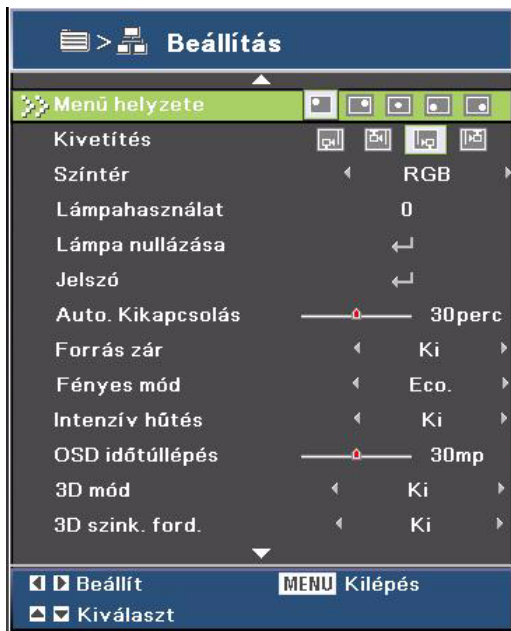 > Beállítás
Menü helyzete
Kivetítés
Színtér RGB
Lámpahasználat 0
Lámpa nullázása
Jelszó
Auto. Kikapcsolás 30perc
Forrás zár Ki
Fényes mód Eco.
Intenzív hűtés Ki
OSD időtúllépés 30mp
3D mód Ki
3D szink. ford. Ki
Beállít MENU Kilépés
Kiválaszt